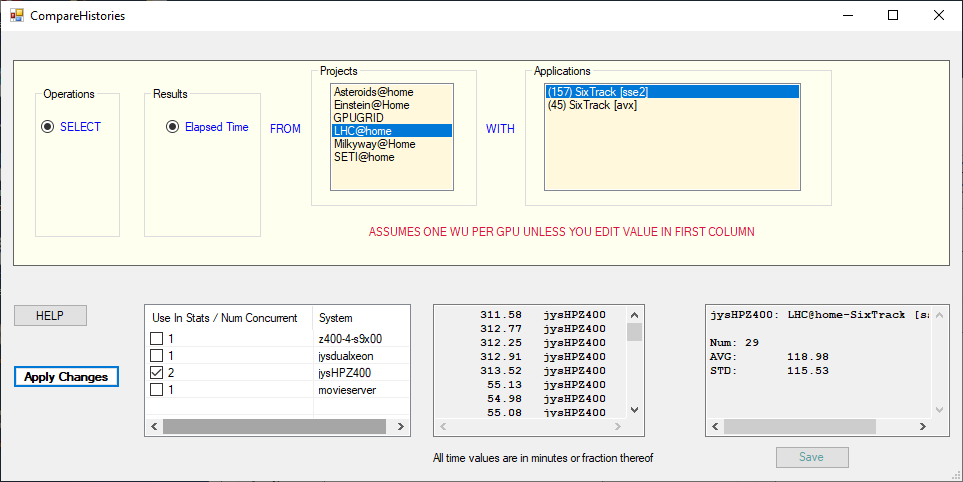 CompareHistories
Operations
SELECT
Results
Elapsed Time
FROM
Projects
Asteroids@home
Einstein@Home
GPUGRID
LHC@home
Milkyway@Home
SETI@home
WITH
Applications
(157) SixTrack [sse2]
(45) SixTrack [avx]
ASSUMES ONE WU PER GPU UNLESS YOU EDIT VALUE IN FIRST COLUMN
HELP
Apply Changes
Use In Stats / Num Concurrent System
1 z400-4-s9x00
1 jysdualxeon
2 jysHPZ400
1 movieserver
311.58 jysHPZ400
312.77 jysHPZ400
312.25 jysHPZ400
312.91 jysHPZ400
313.52 jysHPZ400
55.13 jysHPZ400
54.98 jysHPZ400
55.08 jysHPZ400
All time values are in minutes or fraction thereof
jysHPZ400: LHC@home-SixTrack
Num: 29
AVG: 118.98
STD: 115.53
Save